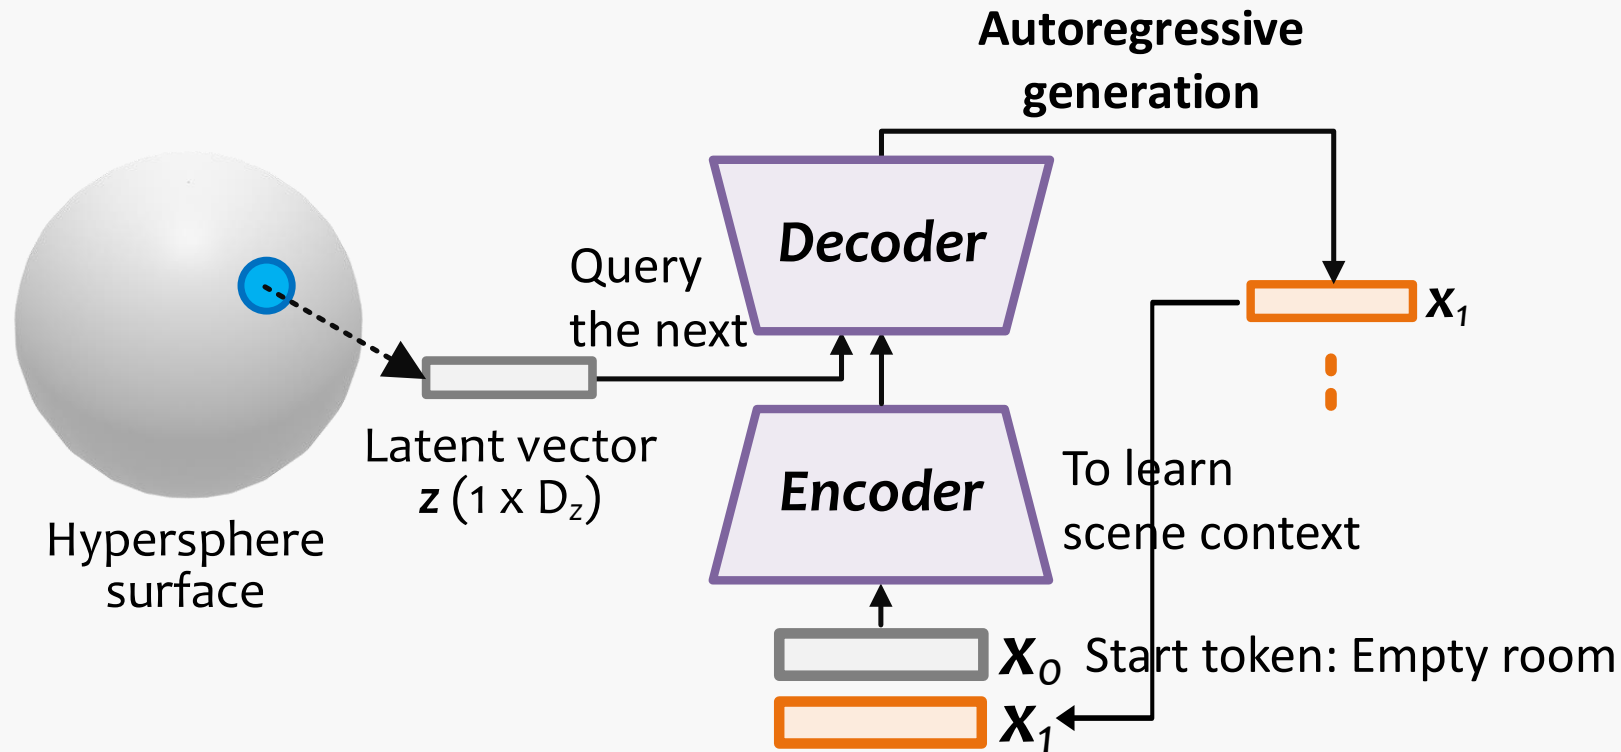 Autoregressive
generation
Decoder
Query
the next
x1
Latent vector
z (1 x Dz)
Encoder
To learn
scene context
Hypersphere
surface
x0 Start token: Empty room
x1